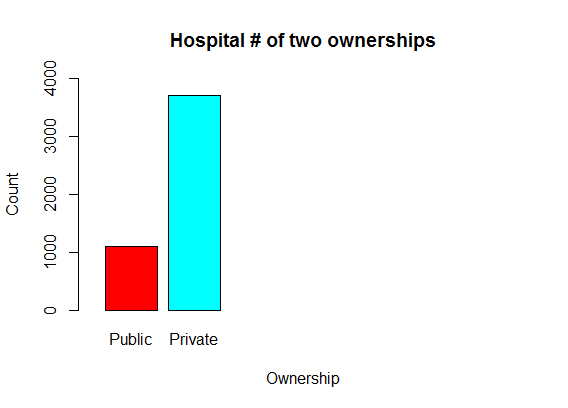 Hospital # of two ownerships
4000
3000
2000
1000
0
Count
Public Private
Ownership